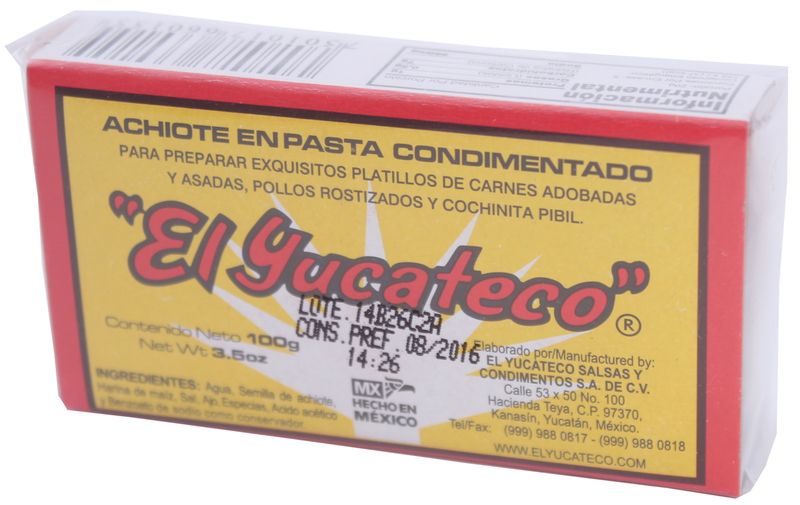 Información
Nutrimental
ACHIOTE EN PASTA CONDIMENTADO
PARA PREPARAR EXQUISITOS PLATILLOS DE CARNES ADOBADAS
Y ASADAS, POLLOS ROSTIZADOS Y COCHINITA PIBIL.
"El Yucateco"®
LOTE.14B26C2A
CONS.PREF.08/2016
14:26
Contenido Neto 100g
Net Wt 3.5oz
INGREDIENTES: Agua, Semilla de achiote,
Harina de maíz, Sal, Ajo, Especias, Acido acético
y Benzoato de sodio como conservador.
MX
HECHO EN
MÉXICO
Elaborado por/Manufactured by:
EL YUCATECO SALSAS Y
CONDIMENTOS S.A. DE C.V.
Calle 53 x 50 No. 100
Hacienda Teya, C.P. 97370,
Kanasín, Yucatán, México.
Tel/Fax: (999) 988 0817 - (999) 988 0818
WWW.ELYUCATECO.COM